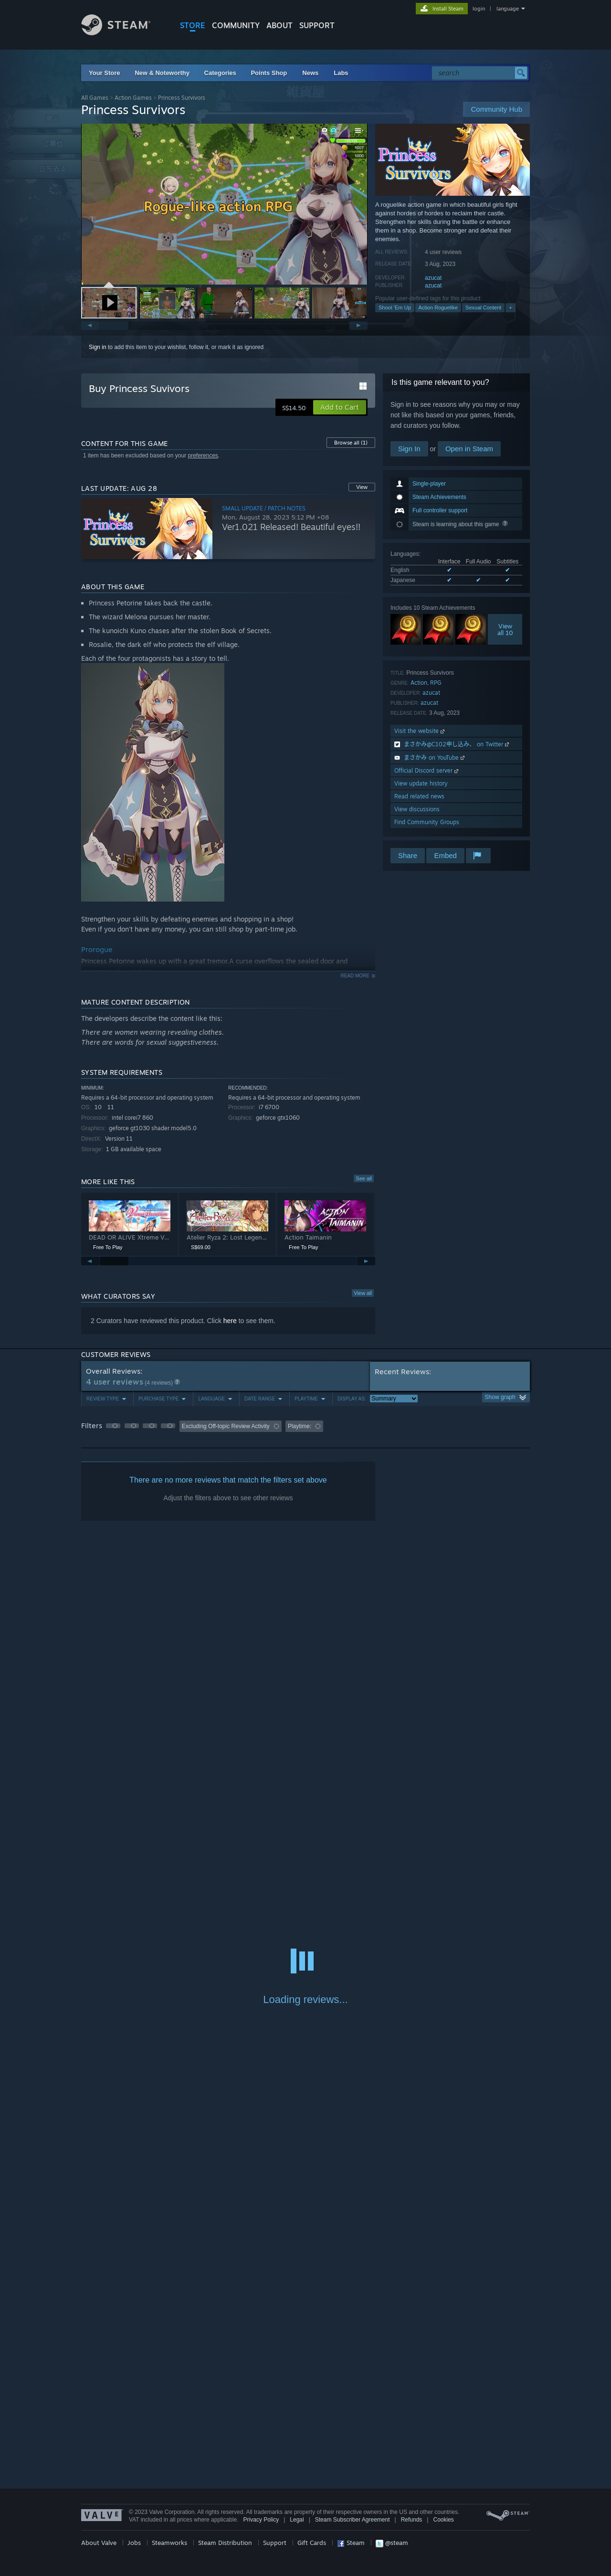 Install Steam
login | language
STEAM®
STORE COMMUNITY ABOUT SUPPORT
Your Store New & Noteworthy Categories Points Shop News Labs
search
All Games > Action Games > Princess Survivors
Princess Survivors
Community Hub
Rogue-like action RPG
Princess Survivors
A roguelike action game in which beautiful girls fight
against hordes of hordes to reclaim their castle.
Strengthen your skills during the battle or enhance
them in a shop. Become stronger and defeat their
enemies.
ALL REVIEWS: 4 user reviews
RELEASE DATE: 3 Aug, 2023
DEVELOPER: azucat
PUBLISHER: azucat
Popular user-defined tags for this product:
Shoot 'Em Up Action Roguelike Sexual Content +
Sign in to add this item to your wishlist, follow it, or mark it as ignored
Buy Princess Suvivors
S$14.50 Add to Cart
Is this game relevant to you?
Sign in to see reasons why you may or may
not like this based on your games, friends,
and curators you follow.
Sign In or Open in Steam
CONTENT FOR THIS GAME Browse all (1)
1 item has been excluded based on your preferences.
LAST UPDATE: AUG 28 View
Princess Survivors
SMALL UPDATE / PATCH NOTES
Mon, August 28, 2023 5:12 PM +08
Ver1.021 Released! Beautiful eyes!!
Single-player
Steam Achievements
Full controller support
Steam is learning about this game ?
Languages:
Interface Full Audio Subtitles
English ✔ ✔
Japanese ✔ ✔ ✔
Includes 10 Steam Achievements
View
all 10
TITLE: Princess Survivors
GENRE: Action, RPG
DEVELOPER: azucat
PUBLISHER: azucat
RELEASE DATE: 3 Aug, 2023
Visit the website
まさかみ@C102申し込み、 on Twitter
まさかみ on YouTube
Official Discord server
View update history
Read related news
View discussions
Find Community Groups
Share Embed
ABOUT THIS GAME
Princess Petorine takes back the castle.
The wizard Melona pursues her master.
The kunoichi Kuno chases after the stolen Book of Secrets.
Rosalie, the dark elf who protects the elf village.
Each of the four protagonists has a story to tell.
Strengthen your skills by defeating enemies and shopping in a shop!
Even if you don't have any money, you can still shop by part-time job.
Prorogue
Princess Petorine wakes up with a great tremor.A curse overflows the sealed door and
READ MORE
MATURE CONTENT DESCRIPTION
The developers describe the content like this:
There are women wearing revealing clothes.
There are words for sexual suggestiveness.
SYSTEM REQUIREMENTS
MINIMUM:
Requires a 64-bit processor and operating system
OS: 10 11
Processor: intel corei7 860
Graphics: geforce gt1030 shader model5.0
DirectX: Version 11
Storage: 1 GB available space
RECOMMENDED:
Requires a 64-bit processor and operating system
Processor: i7 6700
Graphics: geforce gtx1060
MORE LIKE THIS See all
ACTION TAIMANIN
DEAD OR ALIVE Xtreme V... Atelier Ryza 2: Lost Legen... Action Taimanin
Free To Play S$69.00 Free To Play
WHAT CURATORS SAY View all
2 Curators have reviewed this product. Click here to see them.
CUSTOMER REVIEWS
Overall Reviews:
4 user reviews (4 reviews) ?
Recent Reviews:
REVIEW TYPE PURCHASE TYPE LANGUAGE DATE RANGE PLAYTIME DISPLAY AS: Summary Show graph
Filters Excluding Off-topic Review Activity Playtime:
There are no more reviews that match the filters set above
Adjust the filters above to see other reviews
Loading reviews...
VALVE
© 2023 Valve Corporation. All rights reserved. All trademarks are property of their respective owners in the US and other countries.
VAT included in all prices where applicable. Privacy Policy | Legal | Steam Subscriber Agreement | Refunds | Cookies
STEAM
About Valve | Jobs | Steamworks | Steam Distribution | Support | Gift Cards | Steam | @steam